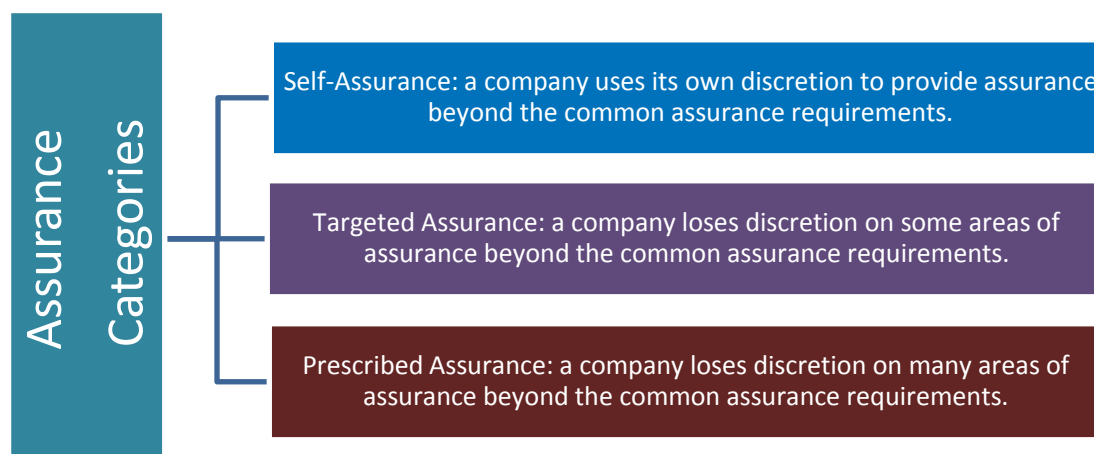 Assurance
Categories
Self-Assurance: a company uses its own discretion to provide assurance
beyond the common assurance requirements.
Targeted Assurance: a company loses discretion on some areas of
assurance beyond the common assurance requirements.
Prescribed Assurance: a company loses discretion on many areas of
assurance beyond the common assurance requirements.